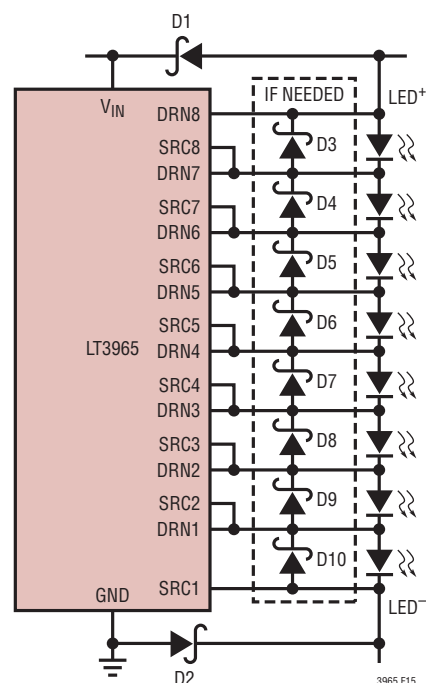 D1
IF NEEDED
LED+
VIN
DRN8
D3
SRC8
DRN7
D4
SRC7
DRN6
D5
SRC6
DRN5
D6
SRC5
LT3965
DRN4
D7
SRC4
DRN3
D8
SRC3
DRN2
D9
SRC2
DRN1
D10
SRC1
GND
LED–
D2
3965 F15